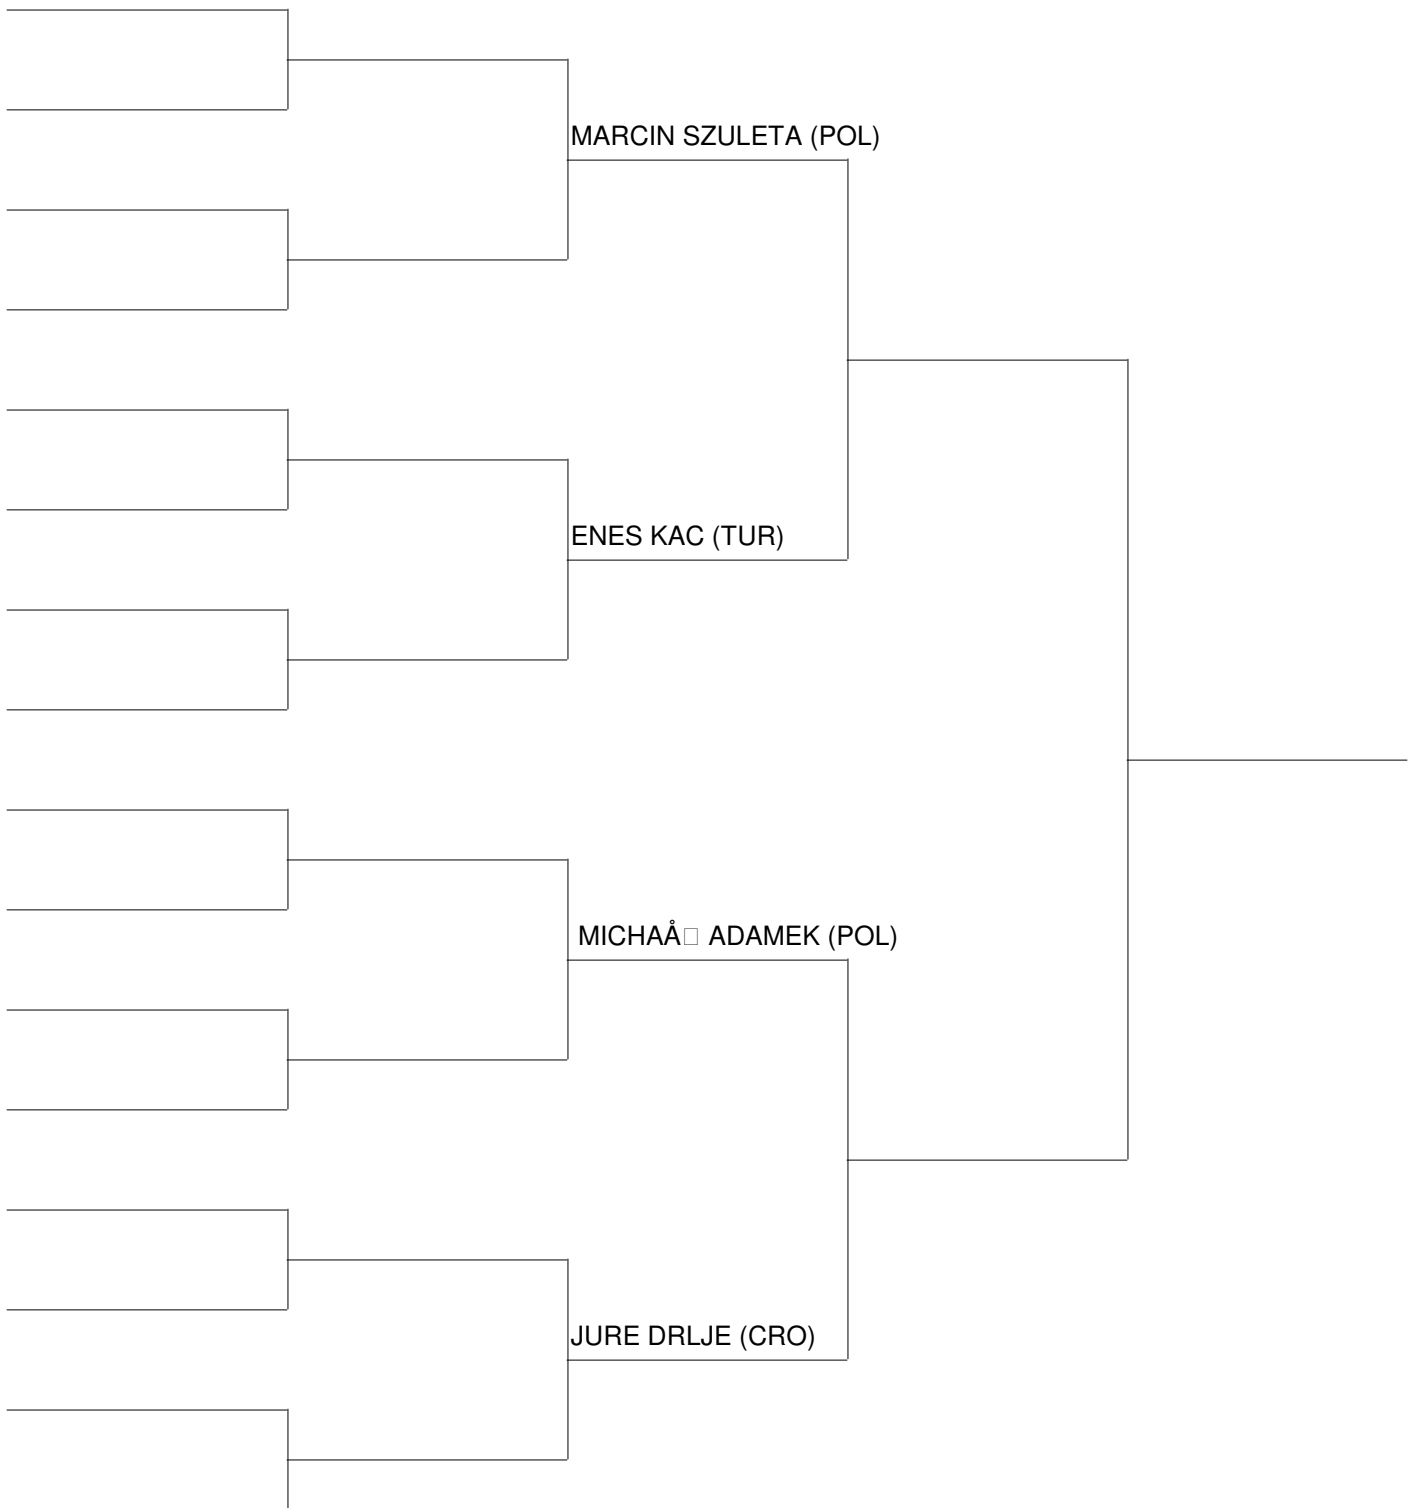 MARCIN SZULETA (POL)
ENES KAC (TUR)
MICHAÅ□ ADAMEK (POL)
JURE DRLJE (CRO)